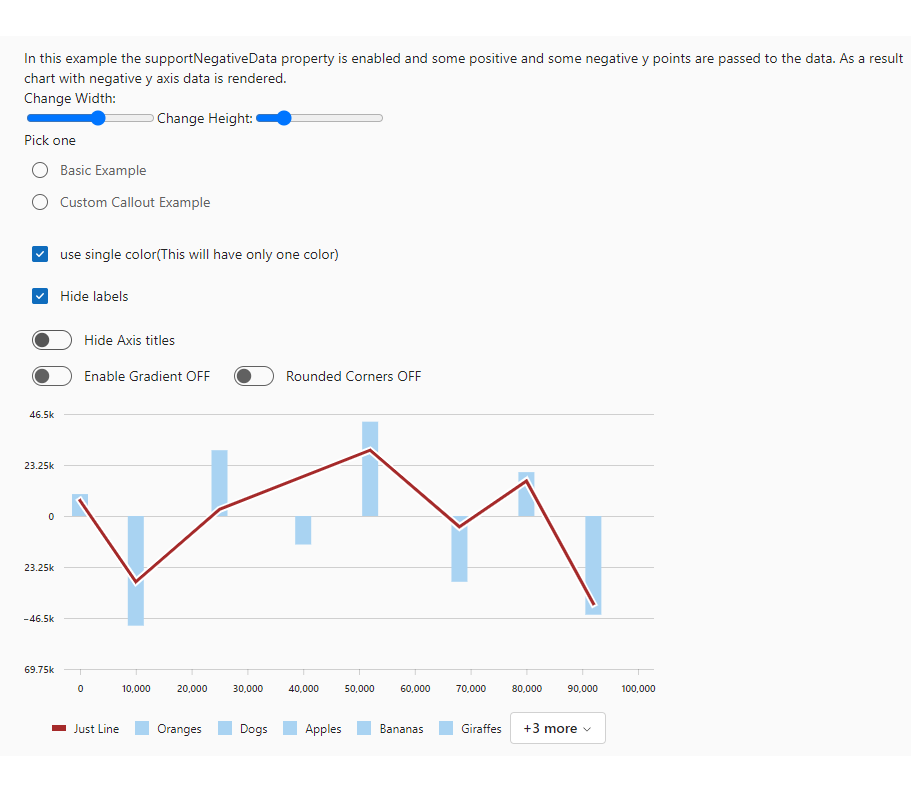 In this example the supportNegativeData property is enabled and some positive and some negative y points are passed to the data. As a result
chart with negative y axis data is rendered.
Change Width:
Change Height:
Pick one
Basic Example
Custom Callout Example
use single color(This will have only one color)
Hide labels
Hide Axis titles
Enable Gradient OFF Rounded Corners OFF
46.5k
23.25k
0
23.25k
−46.5k
69.75k
0 10,000 20,000 30,000 40,000 50,000 60,000 70,000 80,000 90,000 100,000
Just Line Oranges Dogs Apples Bananas Giraffes +3 more